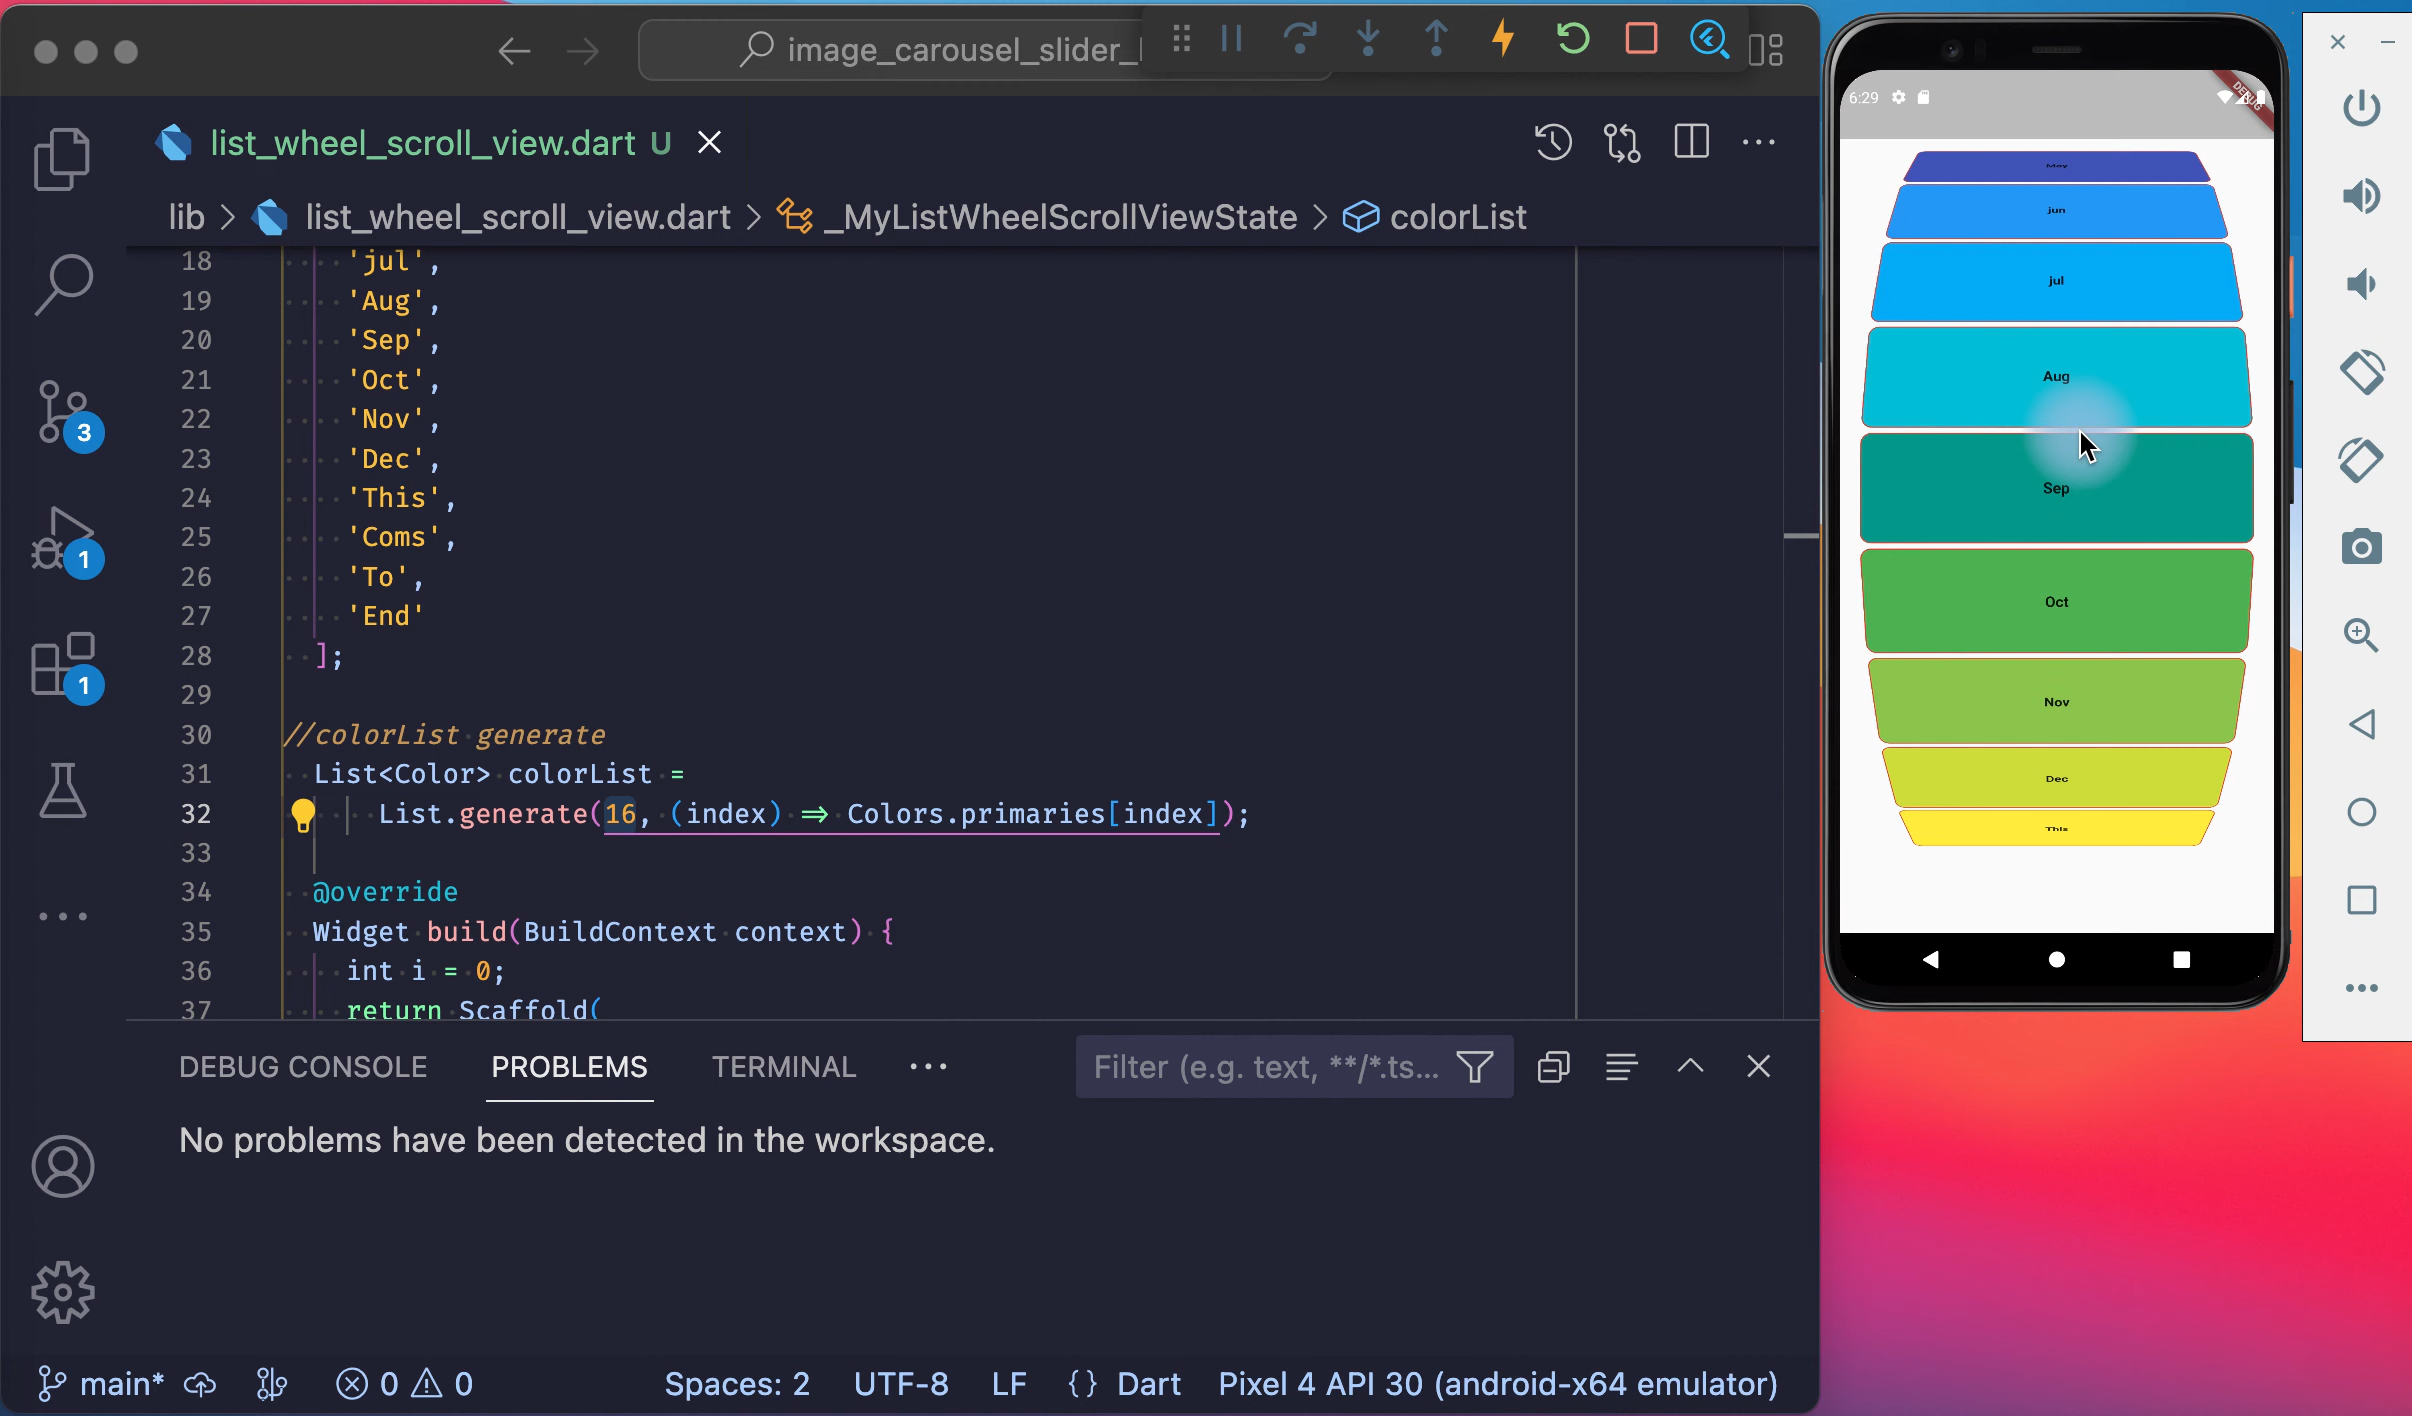 image_carousel_slider_
list_wheel_scroll_view.dart U
lib > list_wheel_scroll_view.dart > _MyListWheelScrollViewState > colorList
18 'jul',
19 'Aug',
20 'Sep',
21 'Oct',
22 'Nov',
23 'Dec',
24 'This',
25 'Coms',
26 'To',
27 'End'
28 ];
29
30 //colorList generate
31 List<Color> colorList =
32 List.generate(16, (index) => Colors.primaries[index]);
33
34 @override
35 Widget build(BuildContext context) {
36 int i = 0;
37 return Scaffold(
3
1
1
DEBUG CONSOLE PROBLEMS TERMINAL
Filter (e.g. text, **/*.ts...
No problems have been detected in the workspace.
main* 0 0 Spaces: 2 UTF-8 LF {} Dart Pixel 4 API 30 (android-x64 emulator)
6:29
DEBUG
May
jun
jul
Aug
Sep
Oct
Nov
Dec
This